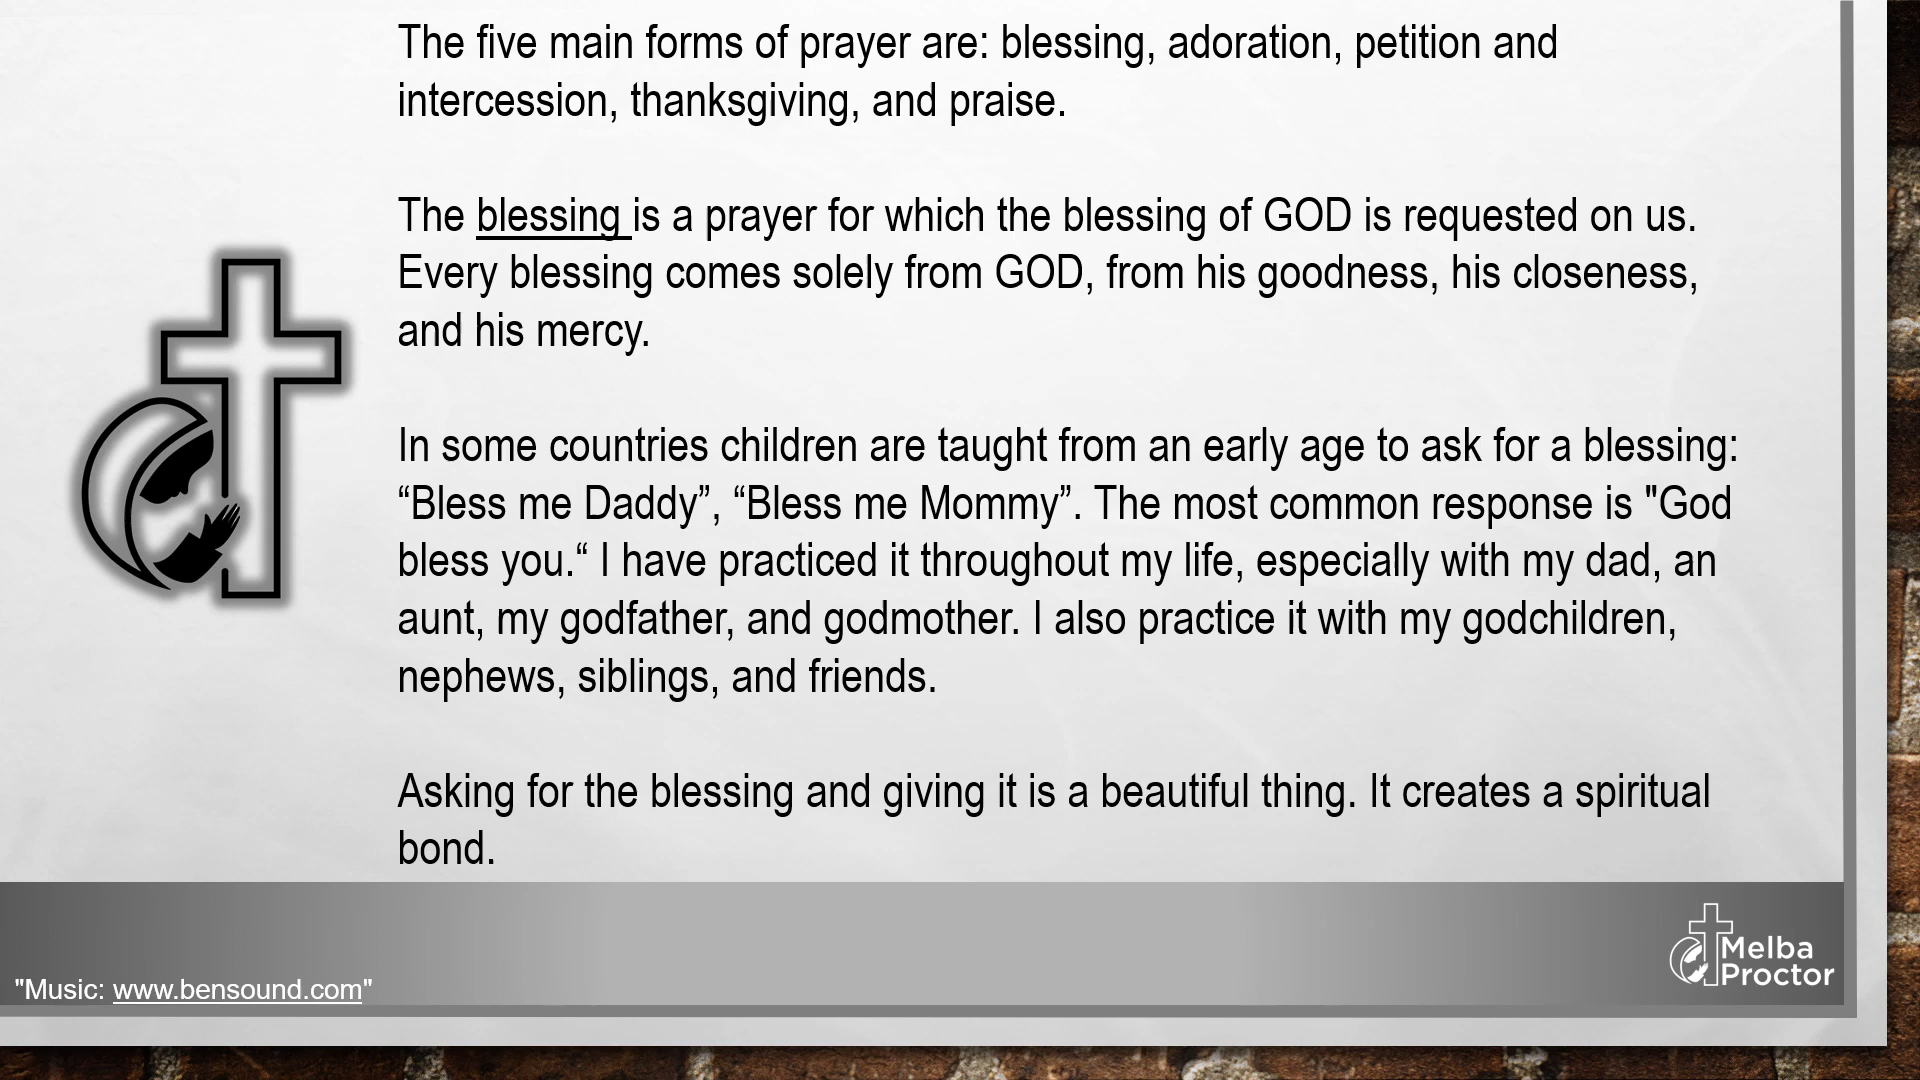 The five main forms of prayer are: blessing, adoration, petition and
intercession, thanksgiving, and praise.
The blessing is a prayer for which the blessing of GOD is requested on us.
Every blessing comes solely from GOD, from his goodness, his closeness,
and his mercy.
In some countries children are taught from an early age to ask for a blessing:
“Bless me Daddy”, “Bless me Mommy”. The most common response is "God
bless you.“ I have practiced it throughout my life, especially with my dad, an
aunt, my godfather, and godmother. I also practice it with my godchildren,
nephews, siblings, and friends.
Asking for the blessing and giving it is a beautiful thing. It creates a spiritual
bond.
Melba
Proctor
"Music: www.bensound.com"